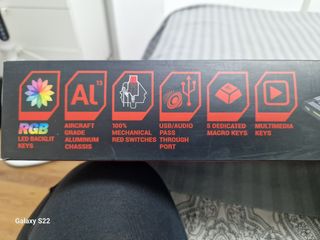 Al 13
RGB
LED BACKLIT
KEYS
AIRCRAFT
GRADE
ALUMINUM
CHASSIS
100%
MECHANICAL
RED SWITCHES
USB/AUDIO
PASS
THROUGH
PORT
5 DEDICATED
MACRO KEYS
MULTIMEDIA
KEYS
Galaxy S22